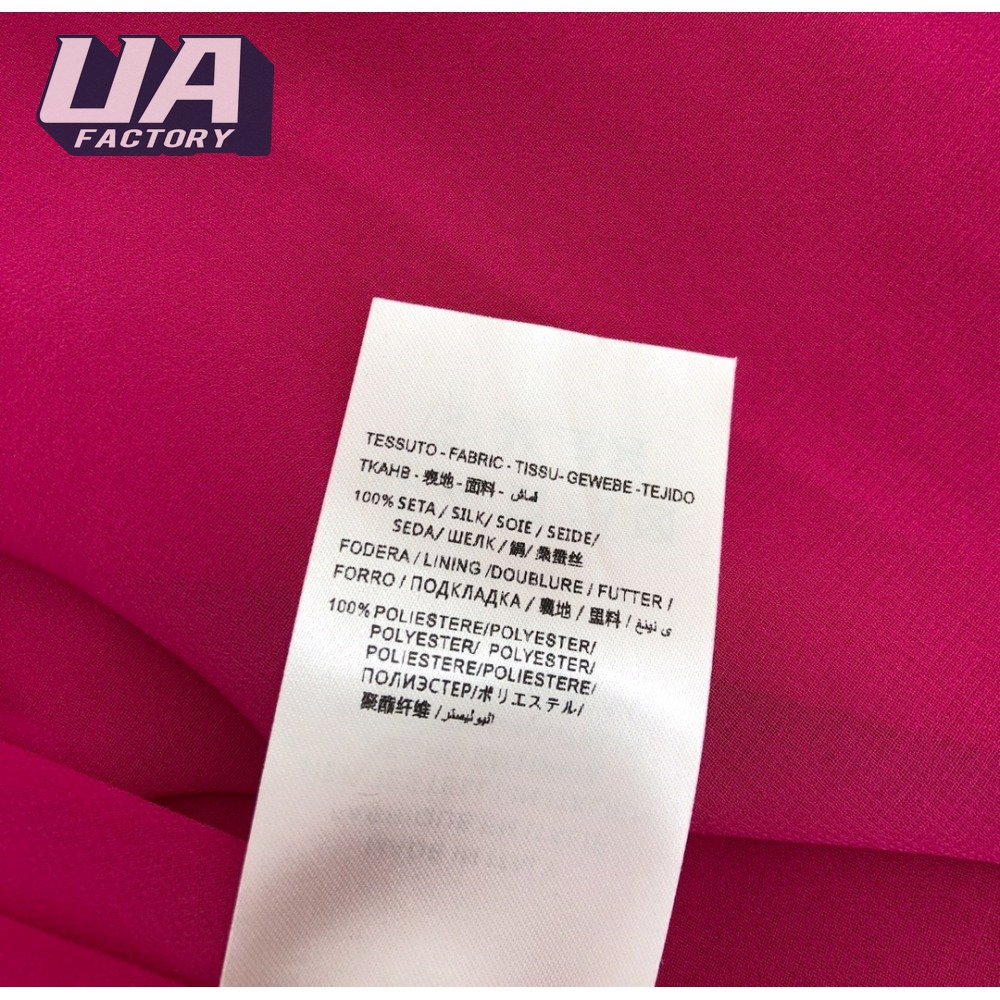 UA
FACTORY
TESSUTO - FABRIC - TISSU- GEWEBE -TEJIDO
ТКАНВ - 表地 - 面料 - قماش
100% SETA / SILK/ SOIE / SEIDE/
SEDA/ ШЕЛК / 絹/ 桑蚕丝
FODERA / LINING /DOUBLURE / FUTTER /
FORRO / ПОДКЛАДКА / 裏地 / 里料 /
100% POLIESTERE/POLYESTER/
POLYESTER/ POLYESTER/
POLIESTERE/POLIESTERE/
ПОЛИЭСТЕР/ポリエステル/
聚酯纤维 /